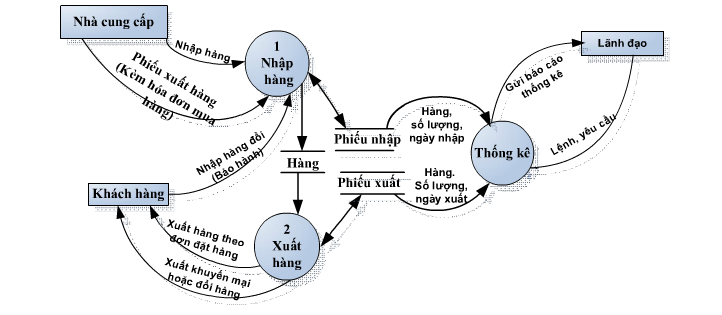 Nhà cung cấp
Nhập hàng
Phiếu xuất hàng
(Kèm hóa đơn mua
hàng)
1
Nhập
hàng
Nhập hàng đổi
(Bảo hành)
Hàng
Phiếu nhập
Phiếu xuất
Hàng,
số lượng,
ngày nhập
Hàng.
Số lượng,
ngày xuất
Thống kê
Gửi báo cáo
thống kê
Lãnh đạo
Lệnh, yêu cầu
Khách hàng
Xuất hàng theo
đơn đặt hàng
Xuất khuyến mại
hoặc đổi hàng
2
Xuất
hàng